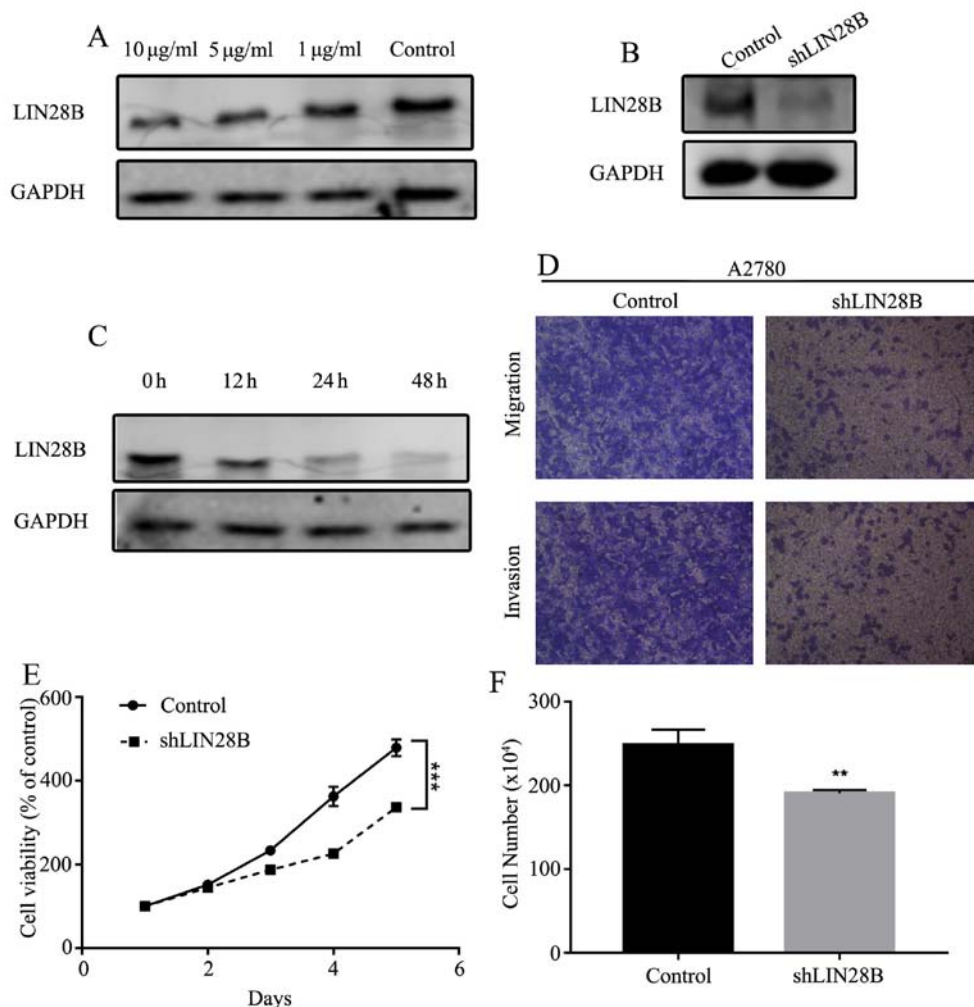 A
10 μg/ml 5 μg/ml 1 μg/ml Control
LIN28B
GAPDH
B
Control shLIN28B
LIN28B
GAPDH
C
0 h 12 h 24 h 48 h
LIN28B
GAPDH
D
A2780
Control shLIN28B
Migration
Invasion
E
Cell viability (% of control)
600
400
200
0
Control
shLIN28B
***
0 2 4 6
Days
F
Cell Number (x10⁴)
300
200
100
0
**
Control shLIN28B